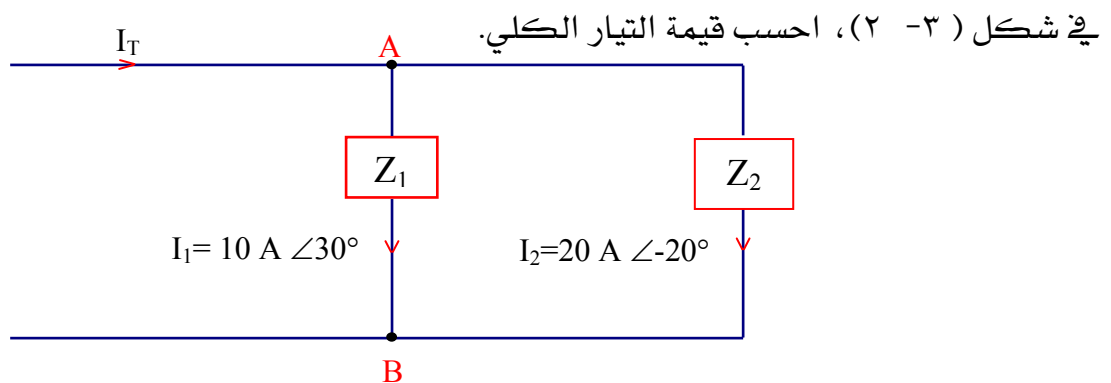 في شكل ( ٣- ٢)، احسب قيمة التيار الكلي.
I_T
A
Z₁
Z₂
I₁= 10 A ∠30°
I₂=20 A ∠-20°
B